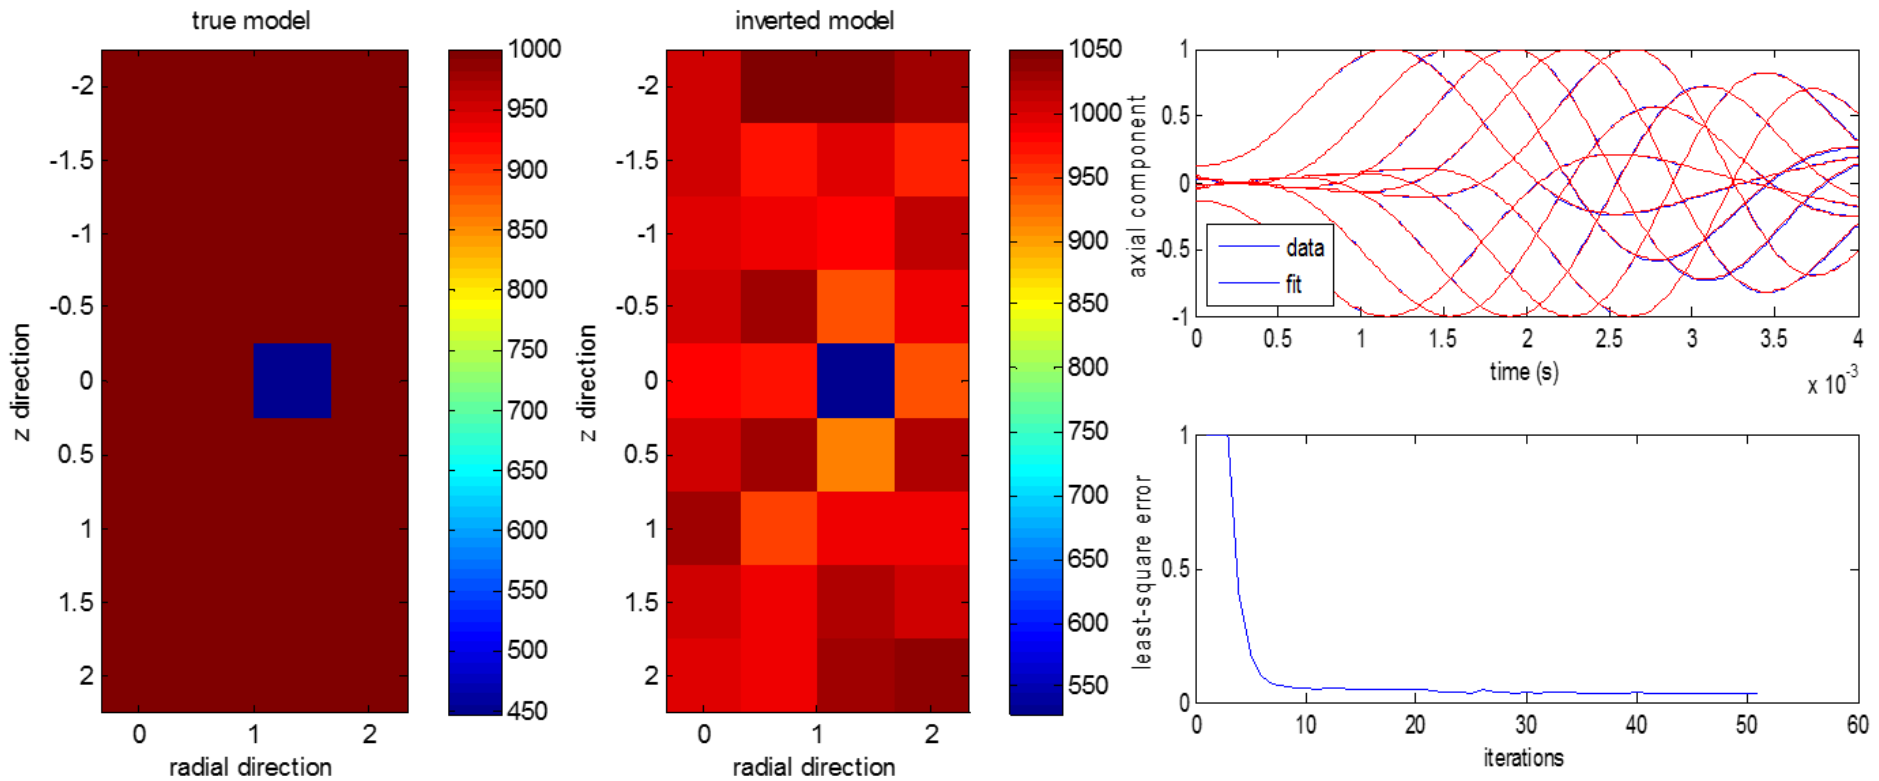 true model
-2
-1.5
-1
-0.5
0
0.5
1
1.5
2
z direction
0 1 2
radial direction
1000
950
900
850
800
750
700
650
600
550
500
450
inverted model
-2
-1.5
-1
-0.5
0
0.5
1
1.5
2
z direction
0 1 2
radial direction
1050
1000
950
900
850
800
750
700
650
600
550
1
0.5
0
-0.5
-1
axial component
data
fit
0 0.5 1 1.5 2 2.5 3 3.5 4
time (s)
x 10-3
1
0.5
0
least-square error
0 10 20 30 40 50 60
iterations